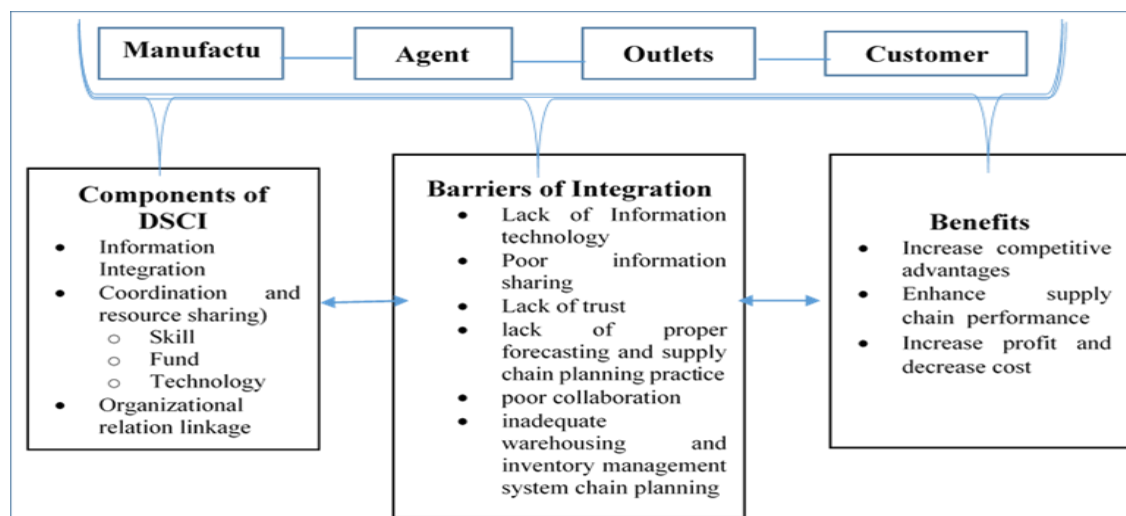 Manufactu
Agent
Outlets
Customer
Components of
DSCI
• Information
Integration
• Coordination and
resource sharing)
o Skill
o Fund
o Technology
• Organizational
relation linkage
Barriers of Integration
• Lack of Information
technology
• Poor information
sharing
• Lack of trust
• lack of proper
forecasting and supply
chain planning practice
• poor collaboration
• inadequate
warehousing and
inventory management
system chain planning
Benefits
• Increase competitive
advantages
• Enhance supply
chain performance
• Increase profit and
decrease cost